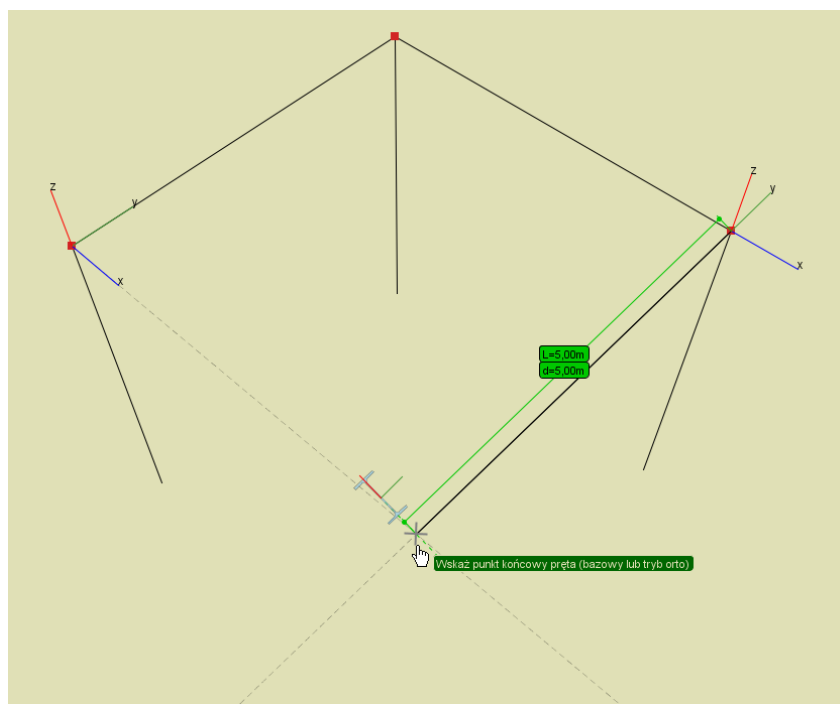 z
y
x
z
y
x
L=5,00m
d=5,00m
Wskaż punkt końcowy pręta (bazowy lub tryb orto)